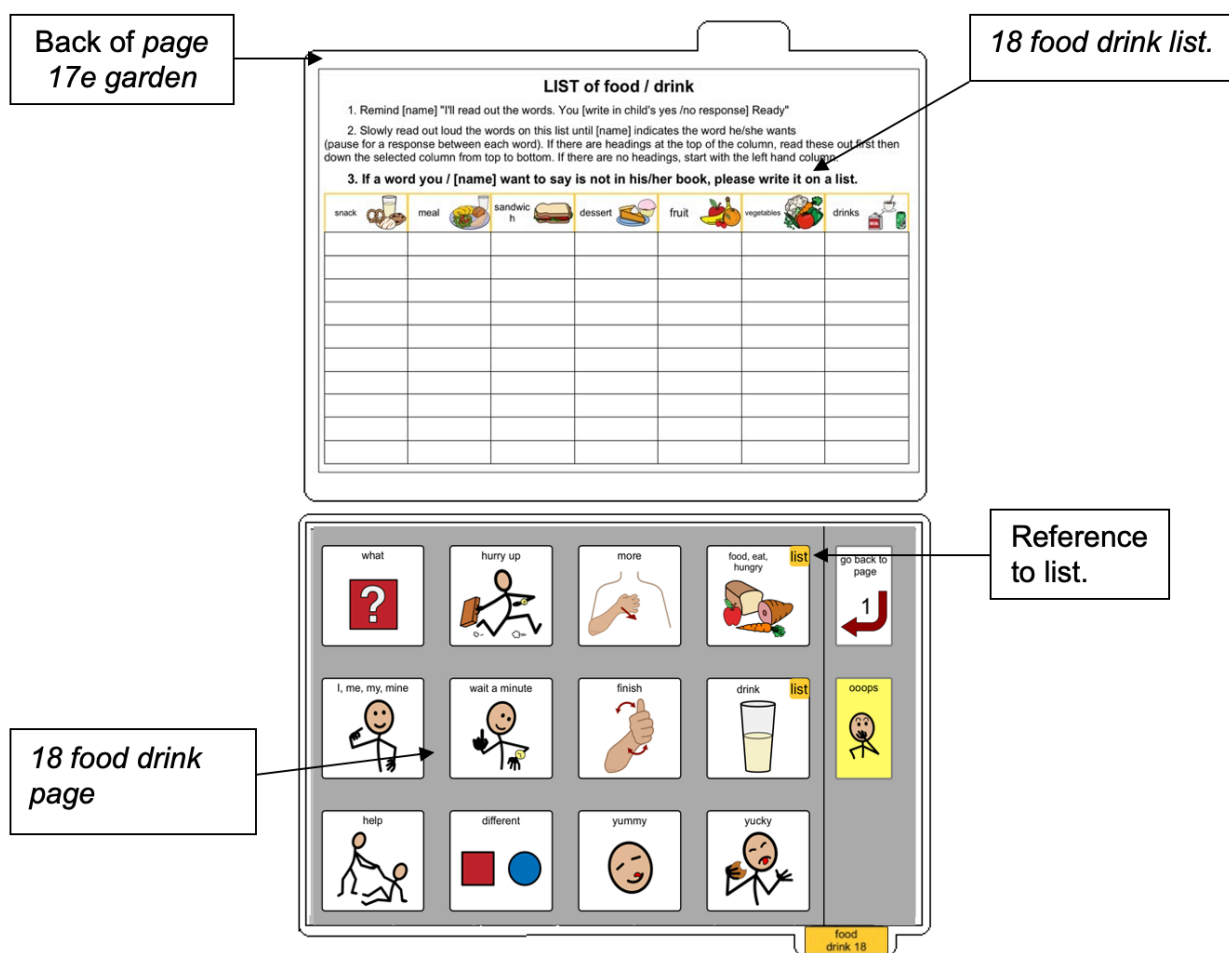 Back of page
17e garden
18 food drink list.
LIST of food / drink
1. Remind [name] "I'll read out the words. You [write in child's yes /no response] Ready"
2. Slowly read out loud the words on this list until [name] indicates the word he/she wants
(pause for a response between each word). If there are headings at the top of the column, read these out first then
down the selected column from top to bottom. If there are no headings, start with the left hand column.
3. If a word you / [name] want to say is not in his/her book, please write it on a list.
snack meal sandwic dessert fruit vegetables drinks
h
Reference
to list.
what hurry up more food, eat, list go back to
hungry page
? 1
I, me, my, mine wait a minute finish drink list ooops
18 food drink
page
help different yummy yucky
food
drink 18